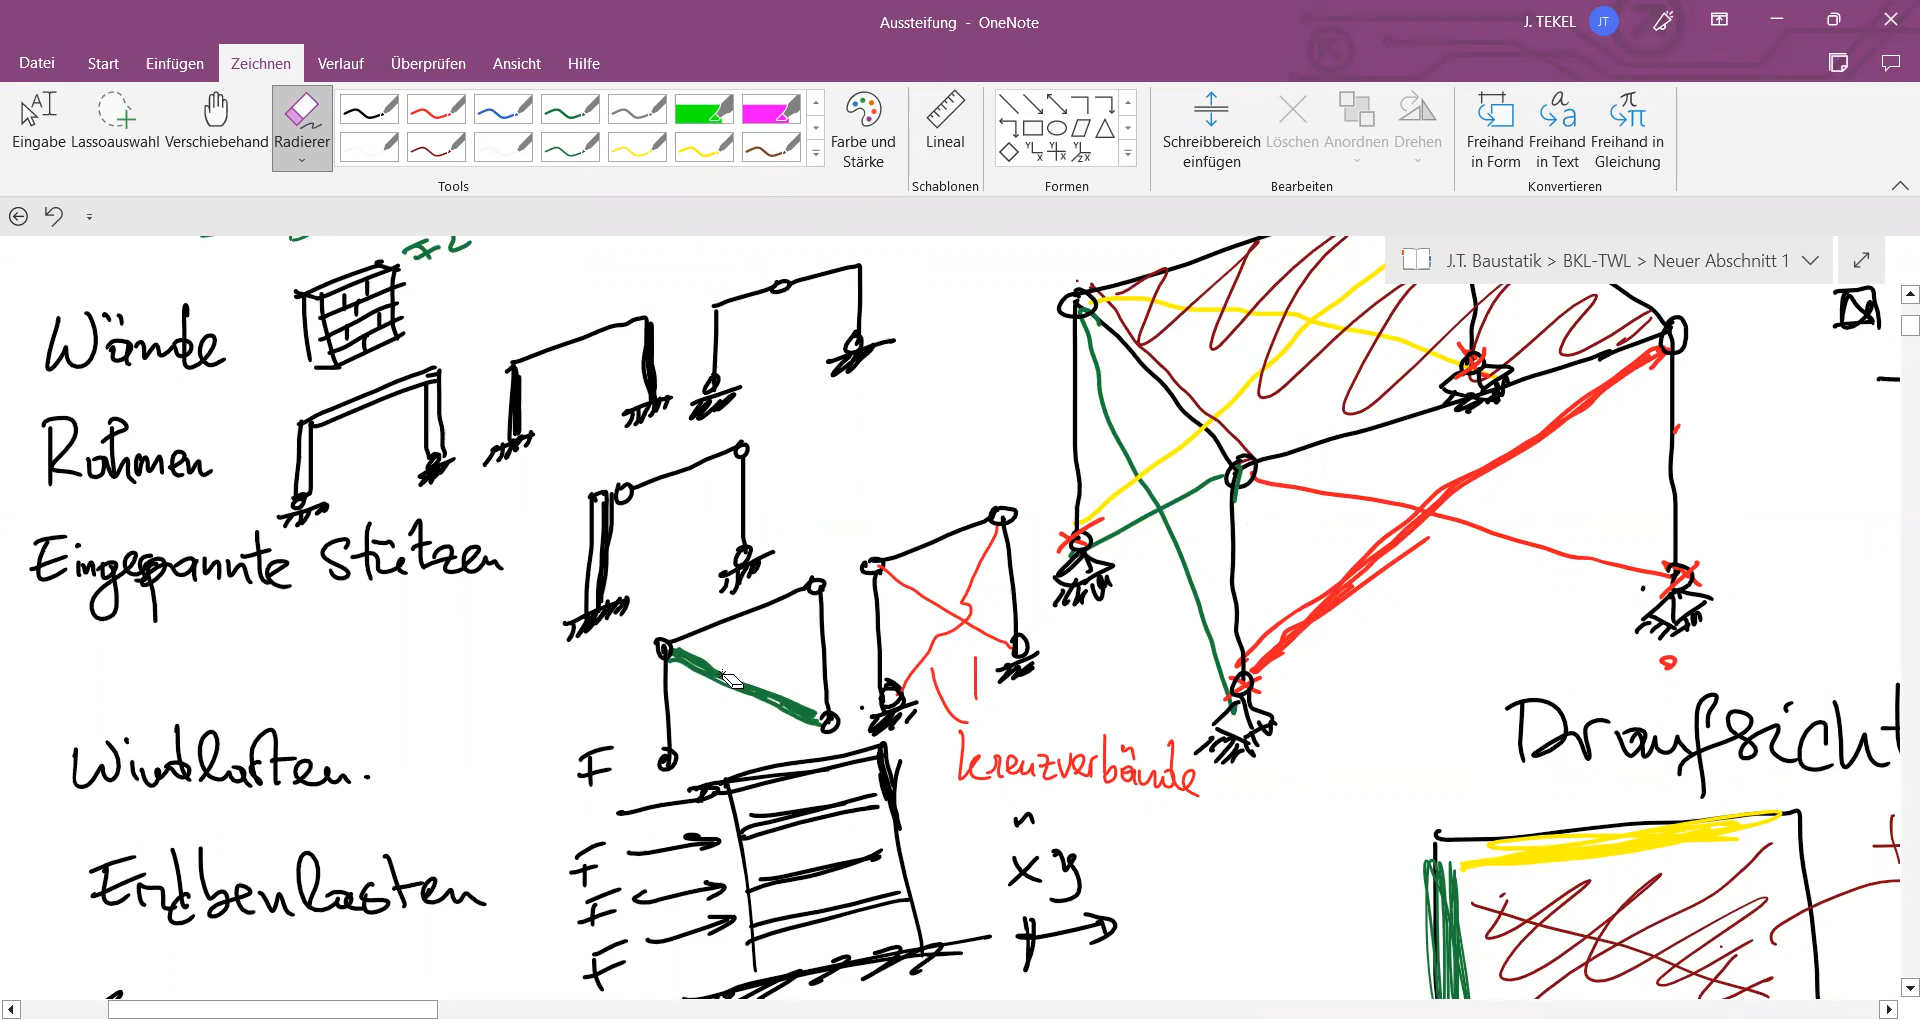 Aussteifung - OneNote
J. TEKEL
JT
Datei Start Einfügen Zeichnen Verlauf Überprüfen Ansicht Hilfe
Eingabe Lassoauswahl Verschiebehand Radierer
Farbe und Stärke
Lineal
Schreibbereich einfügen
Löschen Anordnen Drehen
Freihand in Form
Freihand in Text
Freihand in Gleichung
Tools Schablonen Formen Bearbeiten Konvertieren
J.T. Baustatik > BKL-TWL > Neuer Abschnitt 1
Wände
Rahmen
Eingespannte Stützen
Windlasten.
F
Kreuzverbände
Draufsicht
Erdbenlasten
F
F
F
x y